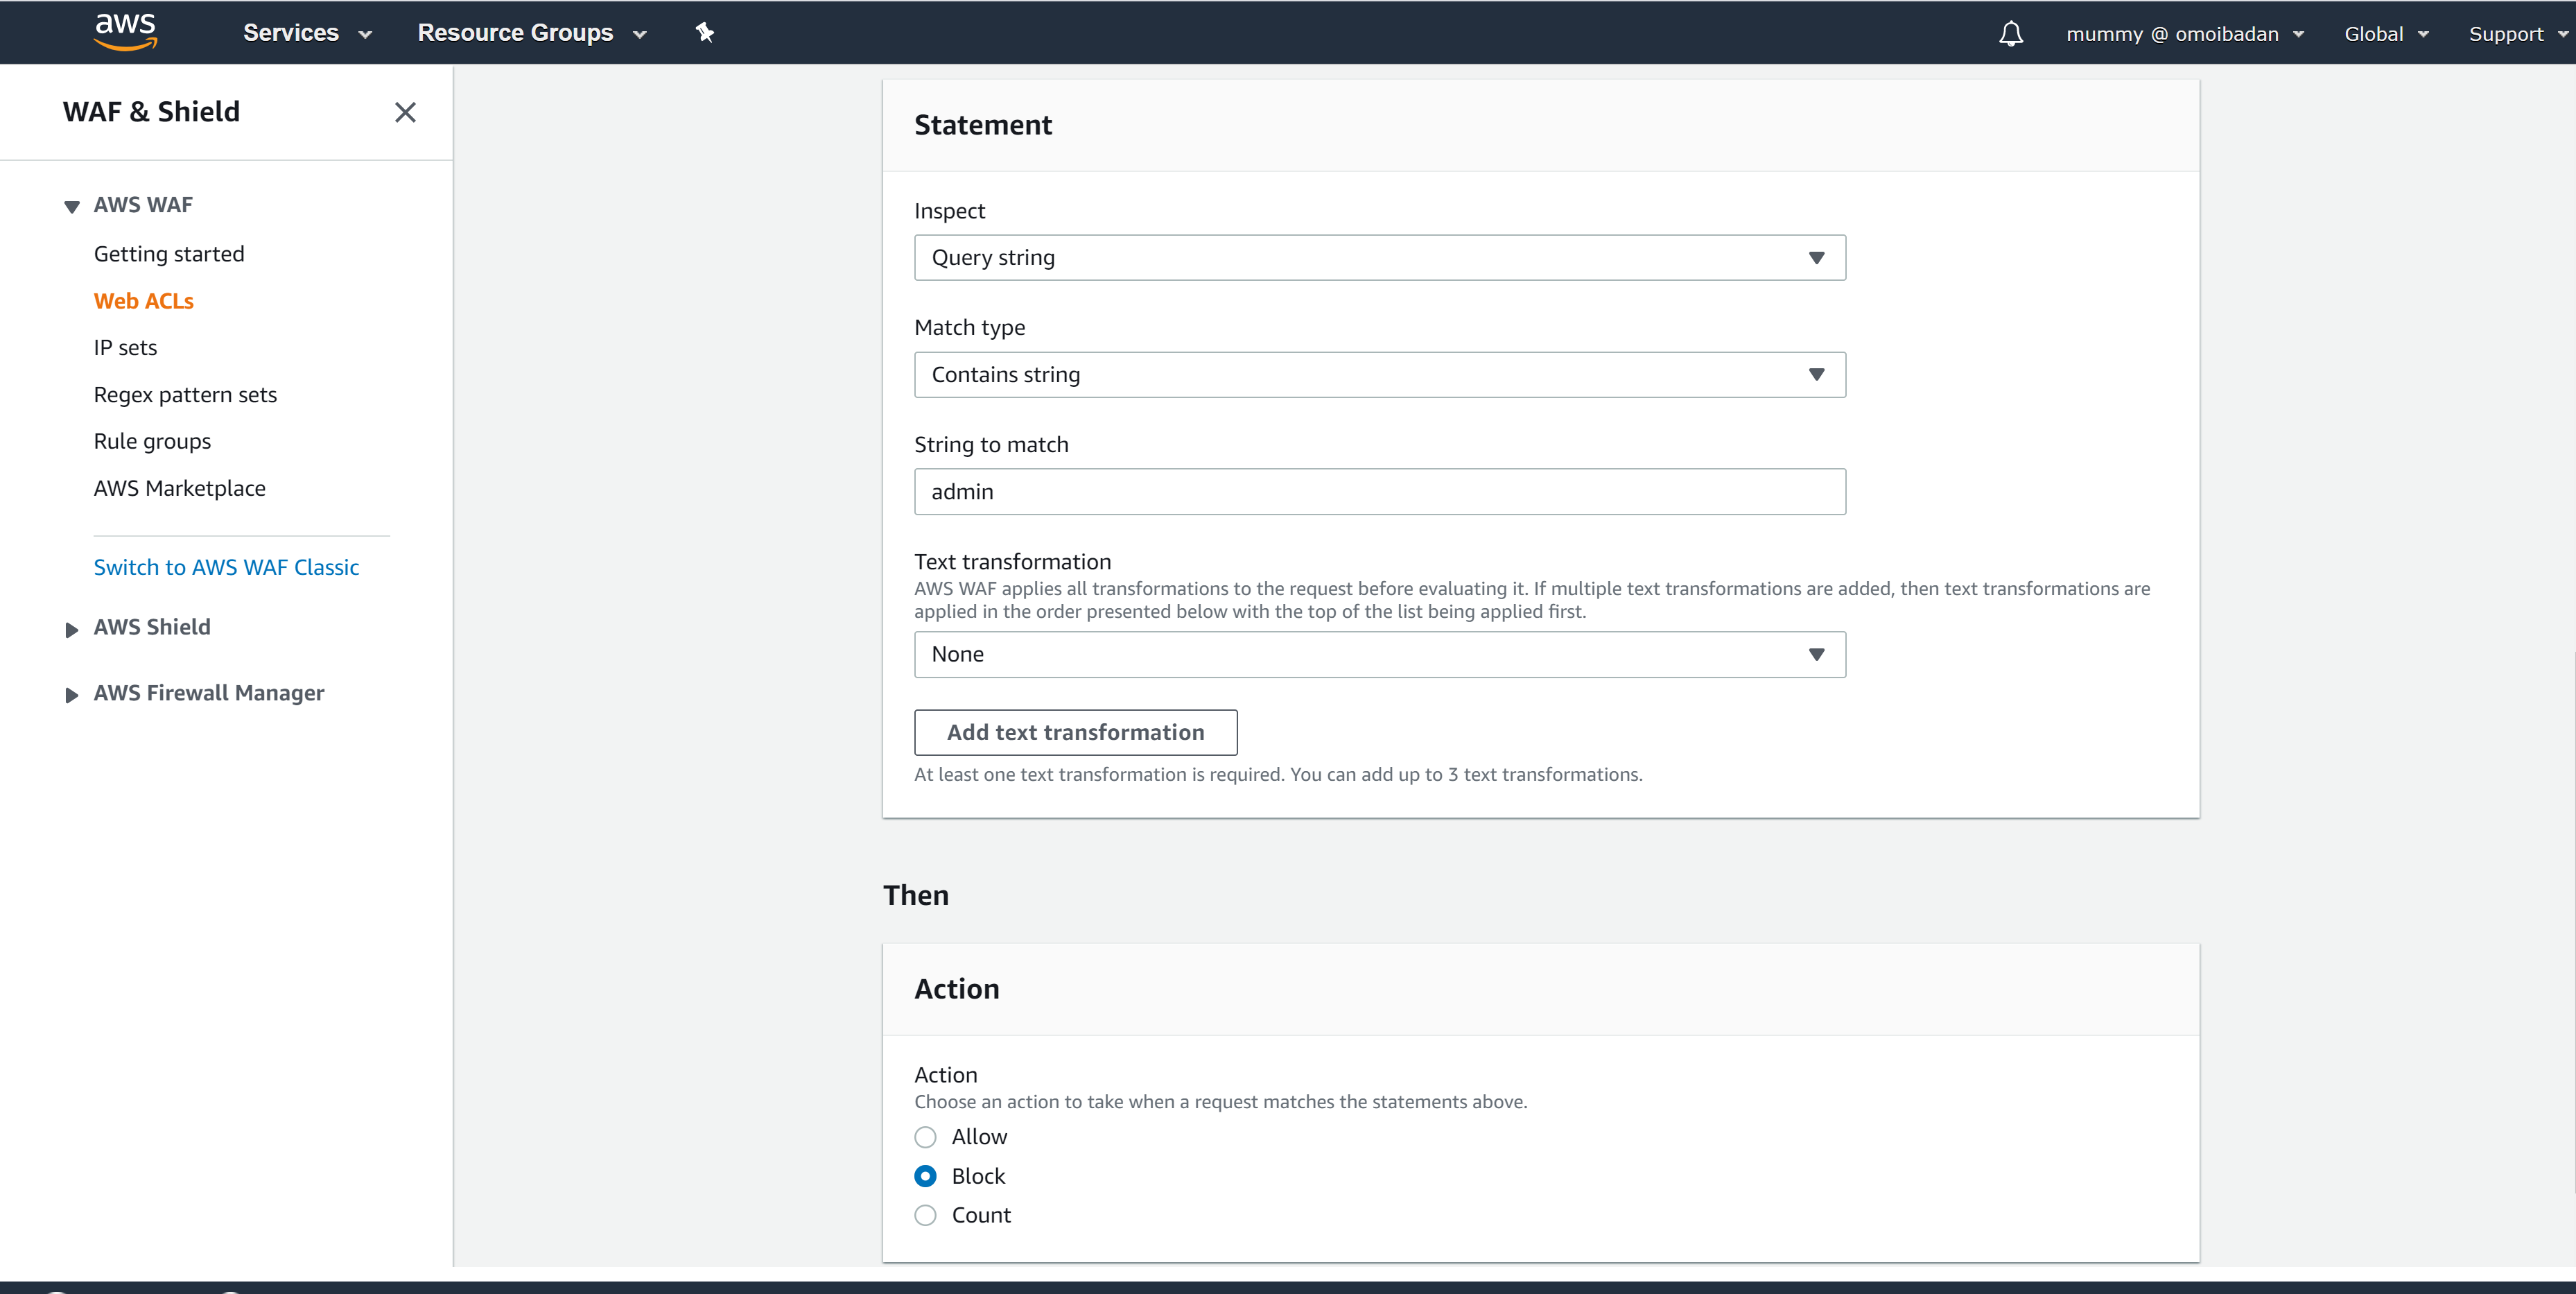 aws Services Resource Groups mummy @ omoibadan Global Support
WAF & Shield
AWS WAF
Getting started
Web ACLs
IP sets
Regex pattern sets
Rule groups
AWS Marketplace
Switch to AWS WAF Classic
AWS Shield
AWS Firewall Manager
Statement
Inspect
Query string
Match type
Contains string
String to match
admin
Text transformation
AWS WAF applies all transformations to the request before evaluating it. If multiple text transformations are added, then text transformations are
applied in the order presented below with the top of the list being applied first.
None
Add text transformation
At least one text transformation is required. You can add up to 3 text transformations.
Then
Action
Action
Choose an action to take when a request matches the statements above.
Allow
Block
Count